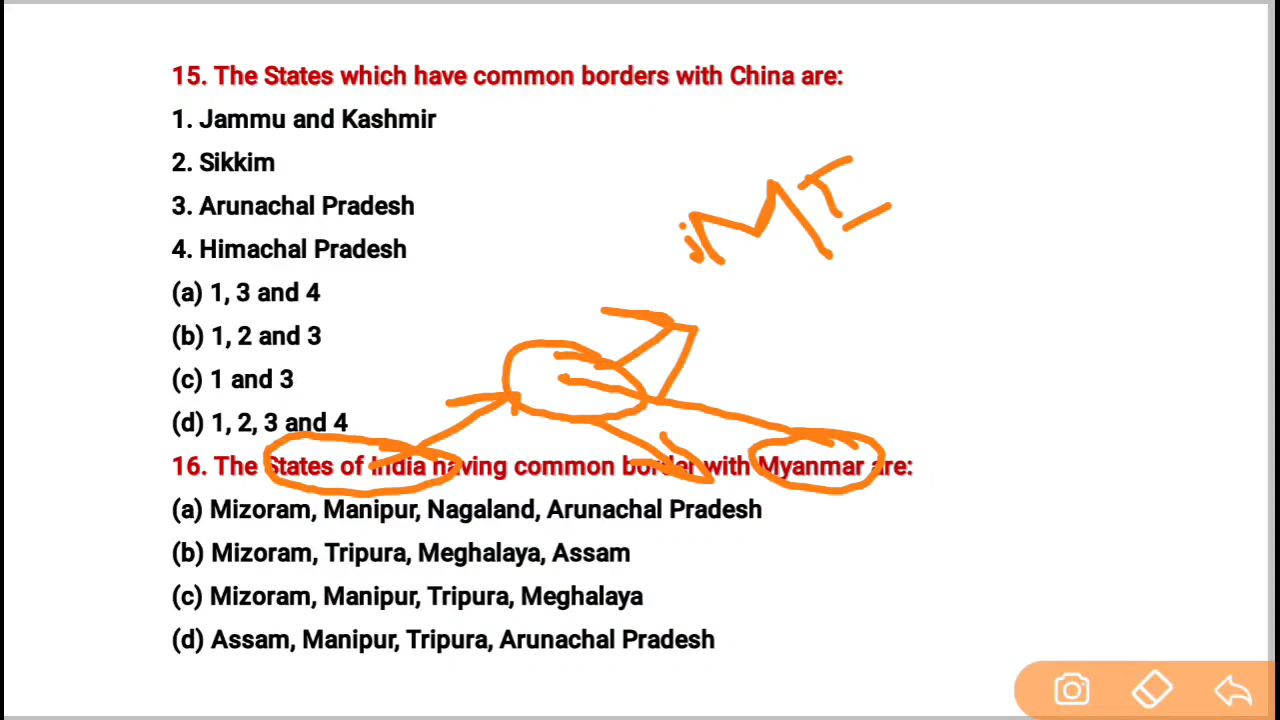 15. The States which have common borders with China are:
1. Jammu and Kashmir
2. Sikkim
3. Arunachal Pradesh
4. Himachal Pradesh
(a) 1, 3 and 4
(b) 1, 2 and 3
(c) 1 and 3
(d) 1, 2, 3 and 4
16. The States of India having common border with Myanmar are:
(a) Mizoram, Manipur, Nagaland, Arunachal Pradesh
(b) Mizoram, Tripura, Meghalaya, Assam
(c) Mizoram, Manipur, Tripura, Meghalaya
(d) Assam, Manipur, Tripura, Arunachal Pradesh